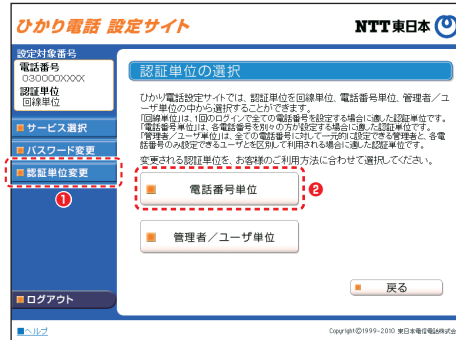 ひかり電話 設定サイト
NTT東日本
設定対象番号
電話番号
030000XXXX
認証単位
回線単位
サービス選択
パスワード変更
認証単位変更
❶
ログアウト
ヘルプ
認証単位の選択
ひかり電話設定サイトでは、認証単位を回線単位、電話番号単位、管理者／ユ
ーザ単位の中から選択することができます。
「回線単位」は、1回のログインで全ての電話番号を設定する場合に適した認証単位です。
「電話番号単位」は、各電話番号を別々の方が設定する場合に適した認証単位です。
「管理者／ユーザ単位」は、全ての電話番号に対して一元的に設定できる管理者と、各電
話番号のみ設定できるユーザとを区別して利用される場合に適した認証単位です。
変更される認証単位を、お客様のご利用方法に合わせて選択してください。
電話番号単位
❷
管理者／ユーザ単位
戻る
Copyright©1999-2010 東日本電信電話株式会